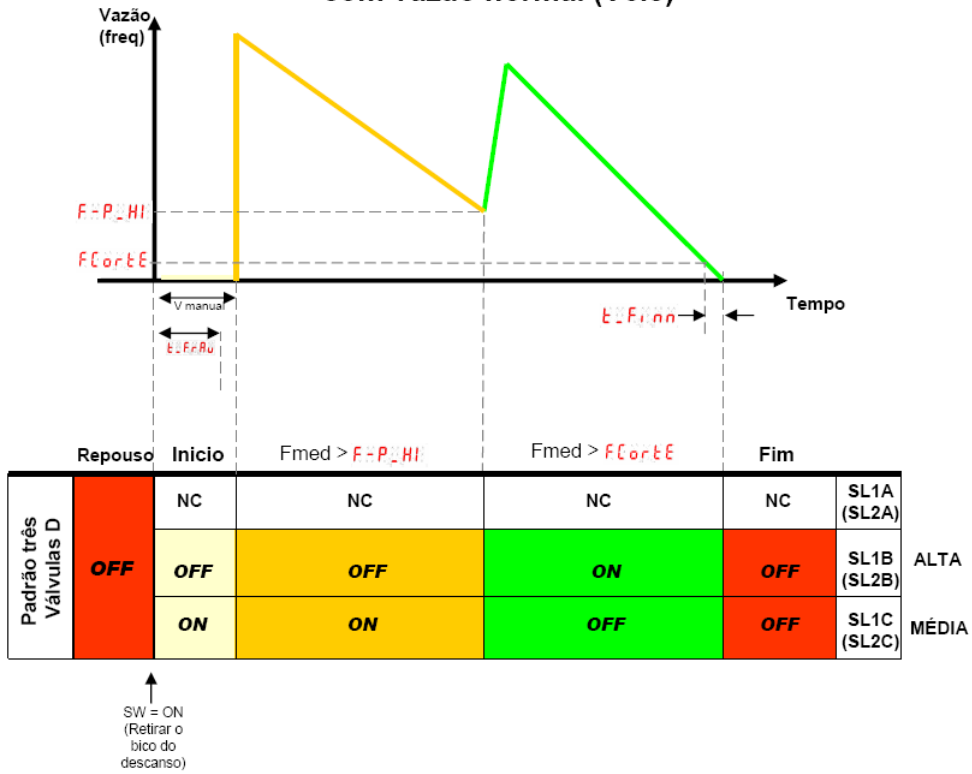 Vazão
(freq)
F-P_HI
FCortE
V manual
t_FrAu
t_Finn
Tempo
Repouso
Inicio
Fmed > F-P_HI
Fmed > FCortE
Fim
Padrão três
Válvulas D
OFF
NC
NC
NC
NC
SL1A
(SL2A)
OFF
OFF
ON
OFF
SL1B
(SL2B)
ALTA
ON
ON
OFF
OFF
SL1C
(SL2C)
MÉDIA
SW = ON
(Retirar o
bico do
descanso)